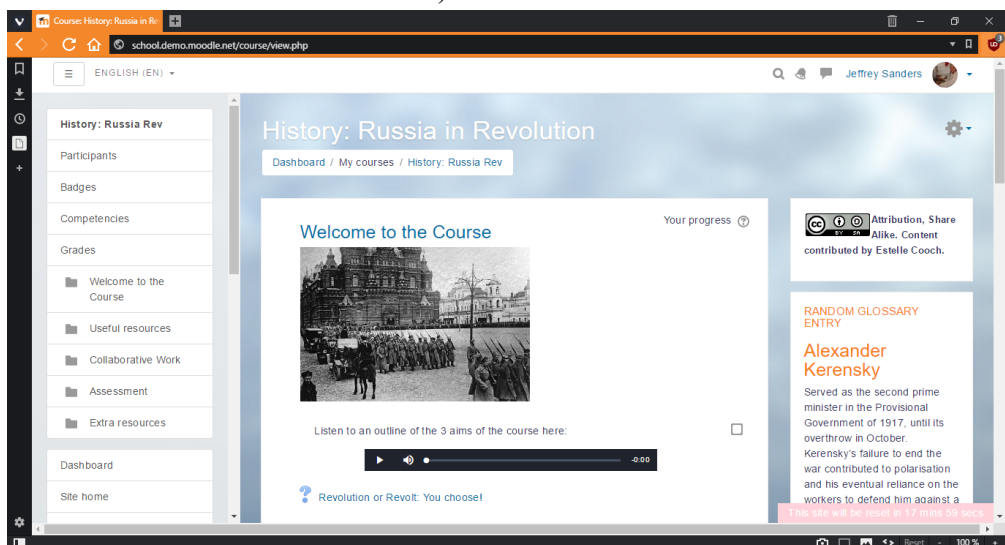 Course: History: Russia in Re
school.demo.moodle.net/course/view.php
3
ENGLISH (EN)
Jeffrey Sanders
History: Russia Rev
Participants
Badges
Competencies
Grades
Welcome to the
Course
Useful resources
Collaborative Work
Assessment
Extra resources
Dashboard
Site home
History: Russia in Revolution
Dashboard / My courses / History: Russia Rev
Your progress
Welcome to the Course
Listen to an outline of the 3 aims of the course here:
-0:00
Revolution or Revolt: You choose!
cc BY SA Attribution, Share
Alike. Content
contributed by Estelle Cooch.
RANDOM GLOSSARY
ENTRY
Alexander
Kerensky
Served as the second prime
minister in the Provisional
Government of 1917, until its
overthrow in October.
Kerensky's failure to end the
war contributed to polarisation
and his eventual reliance on the
workers to defend him against a
This site will be reset in 17 mins 59 secs
Reset - 100 % +